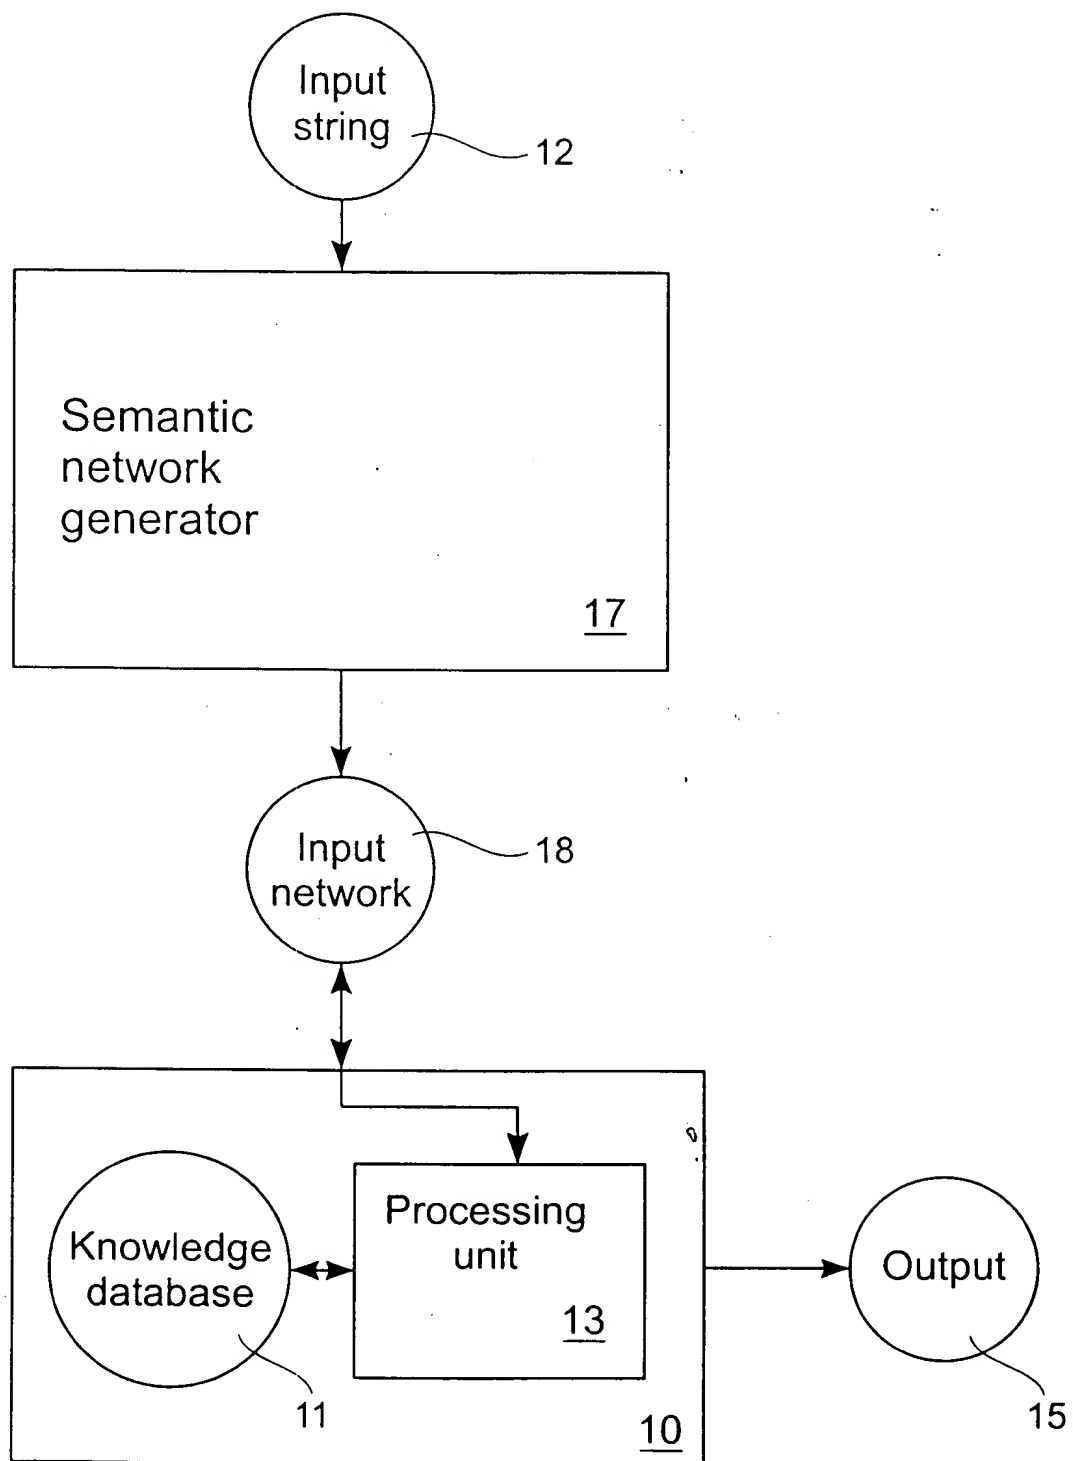 Input
string
12
Semantic
network
generator
17
Input
network
18
Processing
unit
13
Knowledge
database
11
10
Output
15